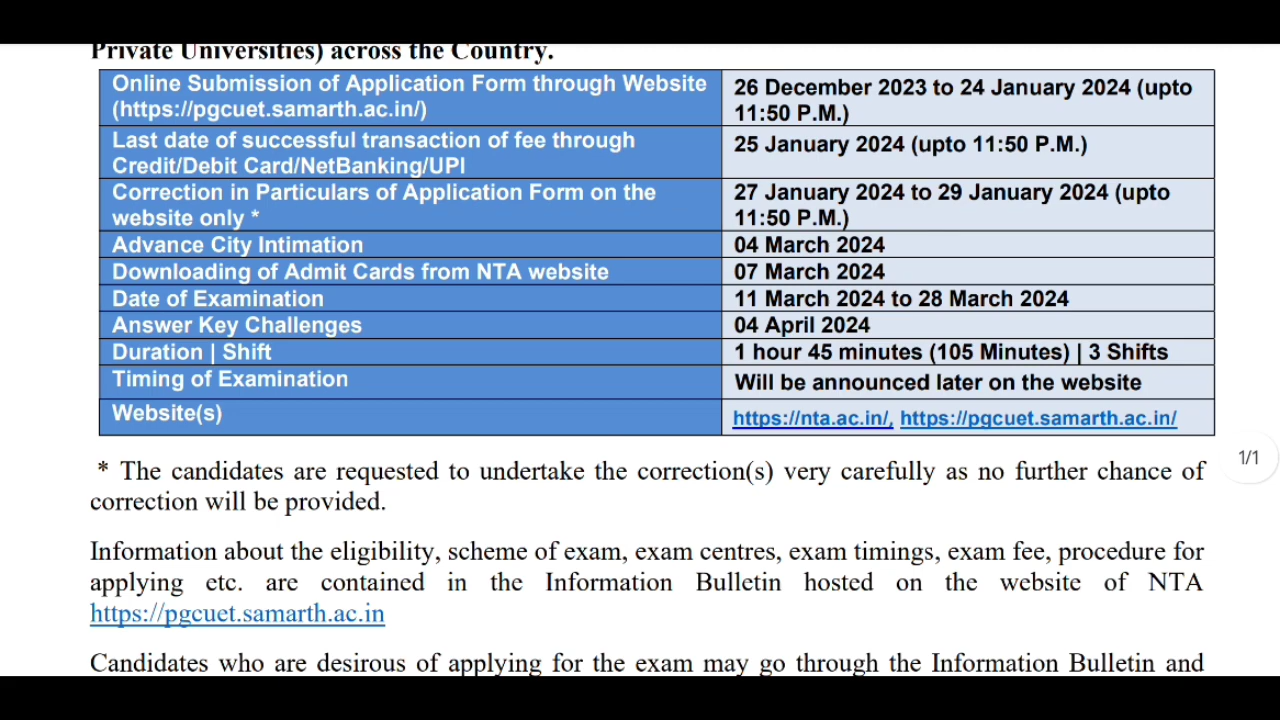 Private Universities) across the Country.
Online Submission of Application Form through Website
(https://pgcuet.samarth.ac.in/)
26 December 2023 to 24 January 2024 (upto
11:50 P.M.)
Last date of successful transaction of fee through
Credit/Debit Card/NetBanking/UPI
25 January 2024 (upto 11:50 P.M.)
Correction in Particulars of Application Form on the
website only *
27 January 2024 to 29 January 2024 (upto
11:50 P.M.)
Advance City Intimation
04 March 2024
Downloading of Admit Cards from NTA website
07 March 2024
Date of Examination
11 March 2024 to 28 March 2024
Answer Key Challenges
04 April 2024
Duration | Shift
1 hour 45 minutes (105 Minutes) | 3 Shifts
Timing of Examination
Will be announced later on the website
Website(s)
https://nta.ac.in/, https://pgcuet.samarth.ac.in/
* The candidates are requested to undertake the correction(s) very carefully as no further chance of
correction will be provided.
1/1
Information about the eligibility, scheme of exam, exam centres, exam timings, exam fee, procedure for
applying etc. are contained in the Information Bulletin hosted on the website of NTA
https://pgcuet.samarth.ac.in
Candidates who are desirous of applying for the exam may go through the Information Bulletin and